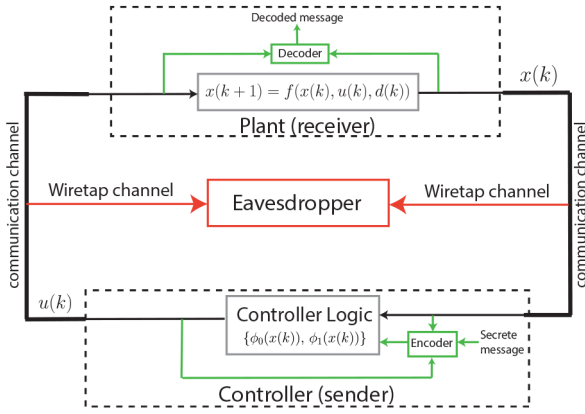 Decoded message
Decoder
x(k+1) = f(x(k), u(k), d(k))
x(k)
Plant (receiver)
communication channel
Wiretap channel
Eavesdropper
Wiretap channel
communication channel
u(k)
Controller Logic
{ϕ₀(x(k)), ϕ₁(x(k))}
Encoder
Secrete
message
Controller (sender)